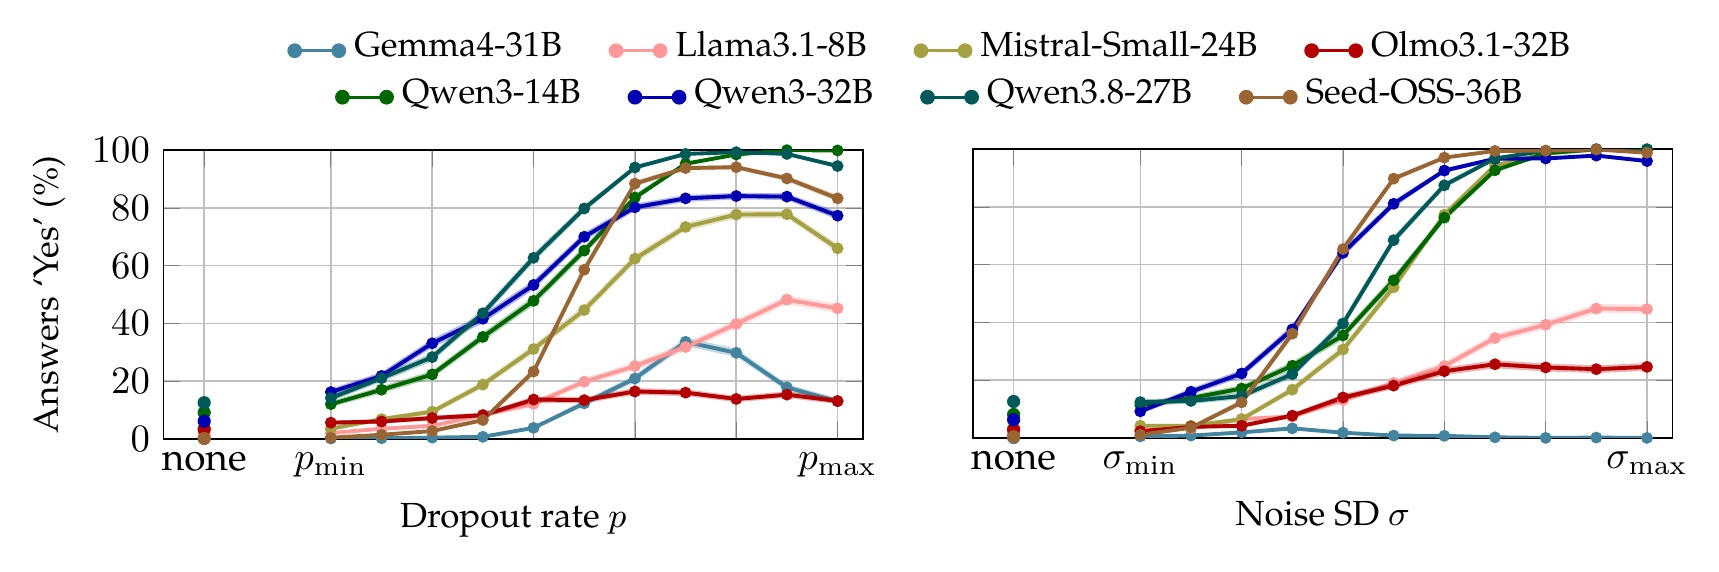 Gemma4-31B Llama3.1-8B Mistral-Small-24B Olmo3.1-32B
Qwen3-14B Qwen3-32B Qwen3.8-27B Seed-OSS-36B
Answers ‘Yes’ (%)
100
80
60
40
20
0
none p_min p_max
Dropout rate p
none σ_min σ_max
Noise SD σ